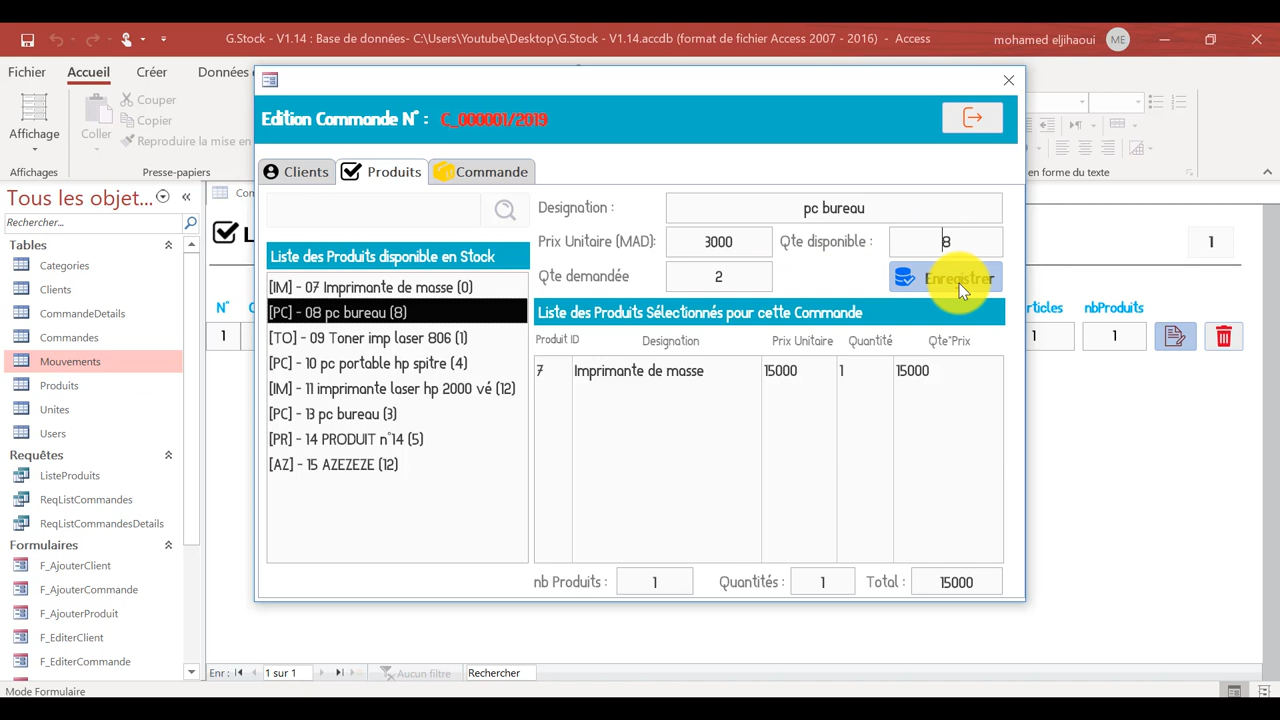 G.Stock - V1.14 : Base de données- C:\Users\Youtube\Desktop\G.Stock - V1.14.accdb (format de fichier Access 2007 - 2016) - Access
mohamed eljihaoui
ME
Fichier
Accueil
Créer
Données
Affichage
Coller
Couper
Copier
Reproduire la mise en
Affichages
Presse-papiers
en forme du texte
Edition Commande N° : C_000001/2019
Clients
Produits
Commande
Tous les objet...
Rechercher...
Tables
Categories
Clients
CommandeDetails
Commandes
Mouvements
Produits
Unites
Users
Requêtes
ListeProduits
ReqListCommandes
ReqListCommandesDetails
Formulaires
F_AjouterClient
F_AjouterCommande
F_AjouterProduit
F_EditerClient
F_EditerCommande
Com
L
N°
1
Designation :
pc bureau
Prix Unitaire (MAD):
3000
Qte disponible :
8
Qte demandée
2
Enregistrer
Liste des Produits disponible en Stock
[IM] - 07 Imprimante de masse (0)
[PC] - 08 pc bureau (8)
[TO] - 09 Toner imp laser 806 (1)
[PC] - 10 pc portable hp spitre (4)
[IM] - 11 imprimante laser hp 2000 vé (12)
[PC] - 13 pc bureau (3)
[PR] - 14 PRODUIT n°14 (5)
[AZ] - 15 AZEZEZE (12)
Liste des Produits Sélectionnés pour cette Commande
Produit ID
Designation
Prix Unitaire
Quantité
Qte*Prix
7
Imprimante de masse
15000
1
15000
nb Produits :
1
Quantités :
1
Total :
15000
1
rticles
nbProduits
1
1
Enr :
1 sur 1
Aucun filtre
Rechercher
Mode Formulaire